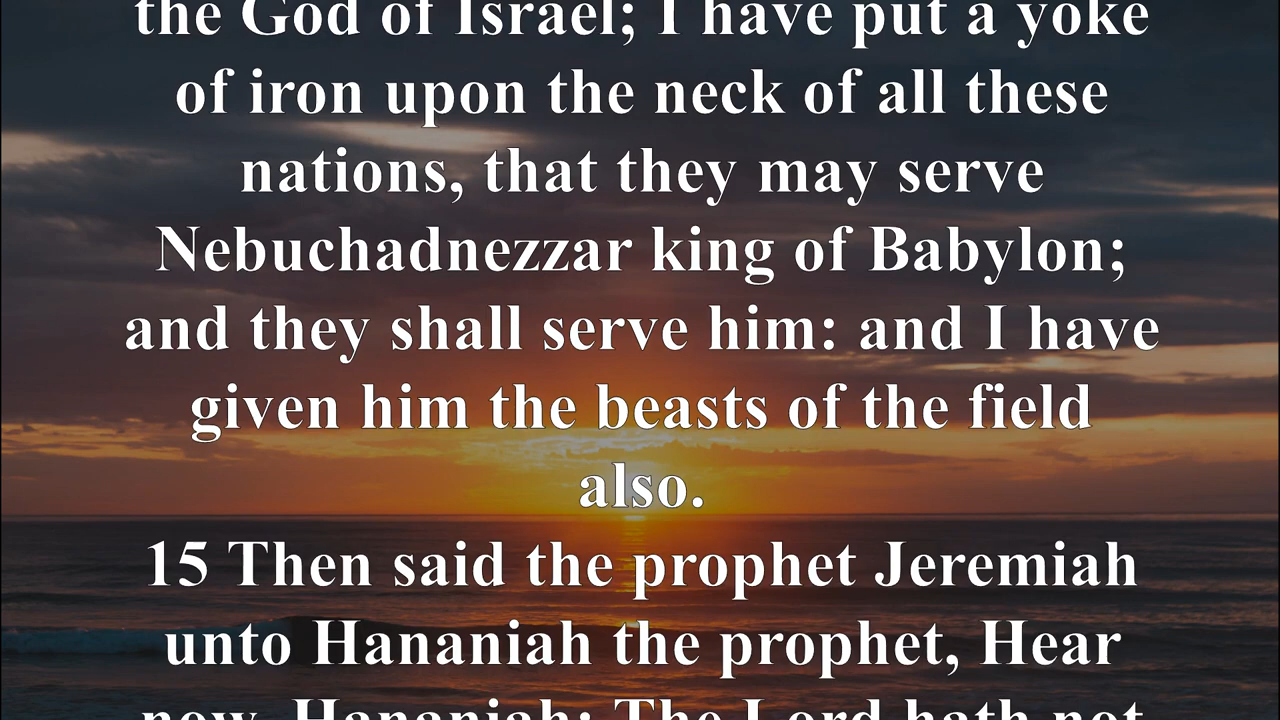 the God of Israel; I have put a yoke
of iron upon the neck of all these
nations, that they may serve
Nebuchadnezzar king of Babylon;
and they shall serve him: and I have
given him the beasts of the field
also.
15 Then said the prophet Jeremiah
unto Hananiah the prophet, Hear
now, Hananiah; The Lord hath not